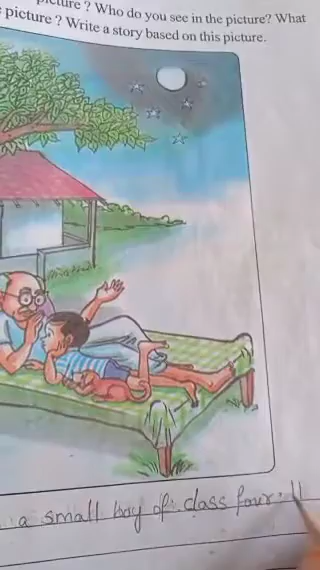 picture ? Who do you see in the picture? What
picture ? Write a story based on this picture.
a small boy of class four.